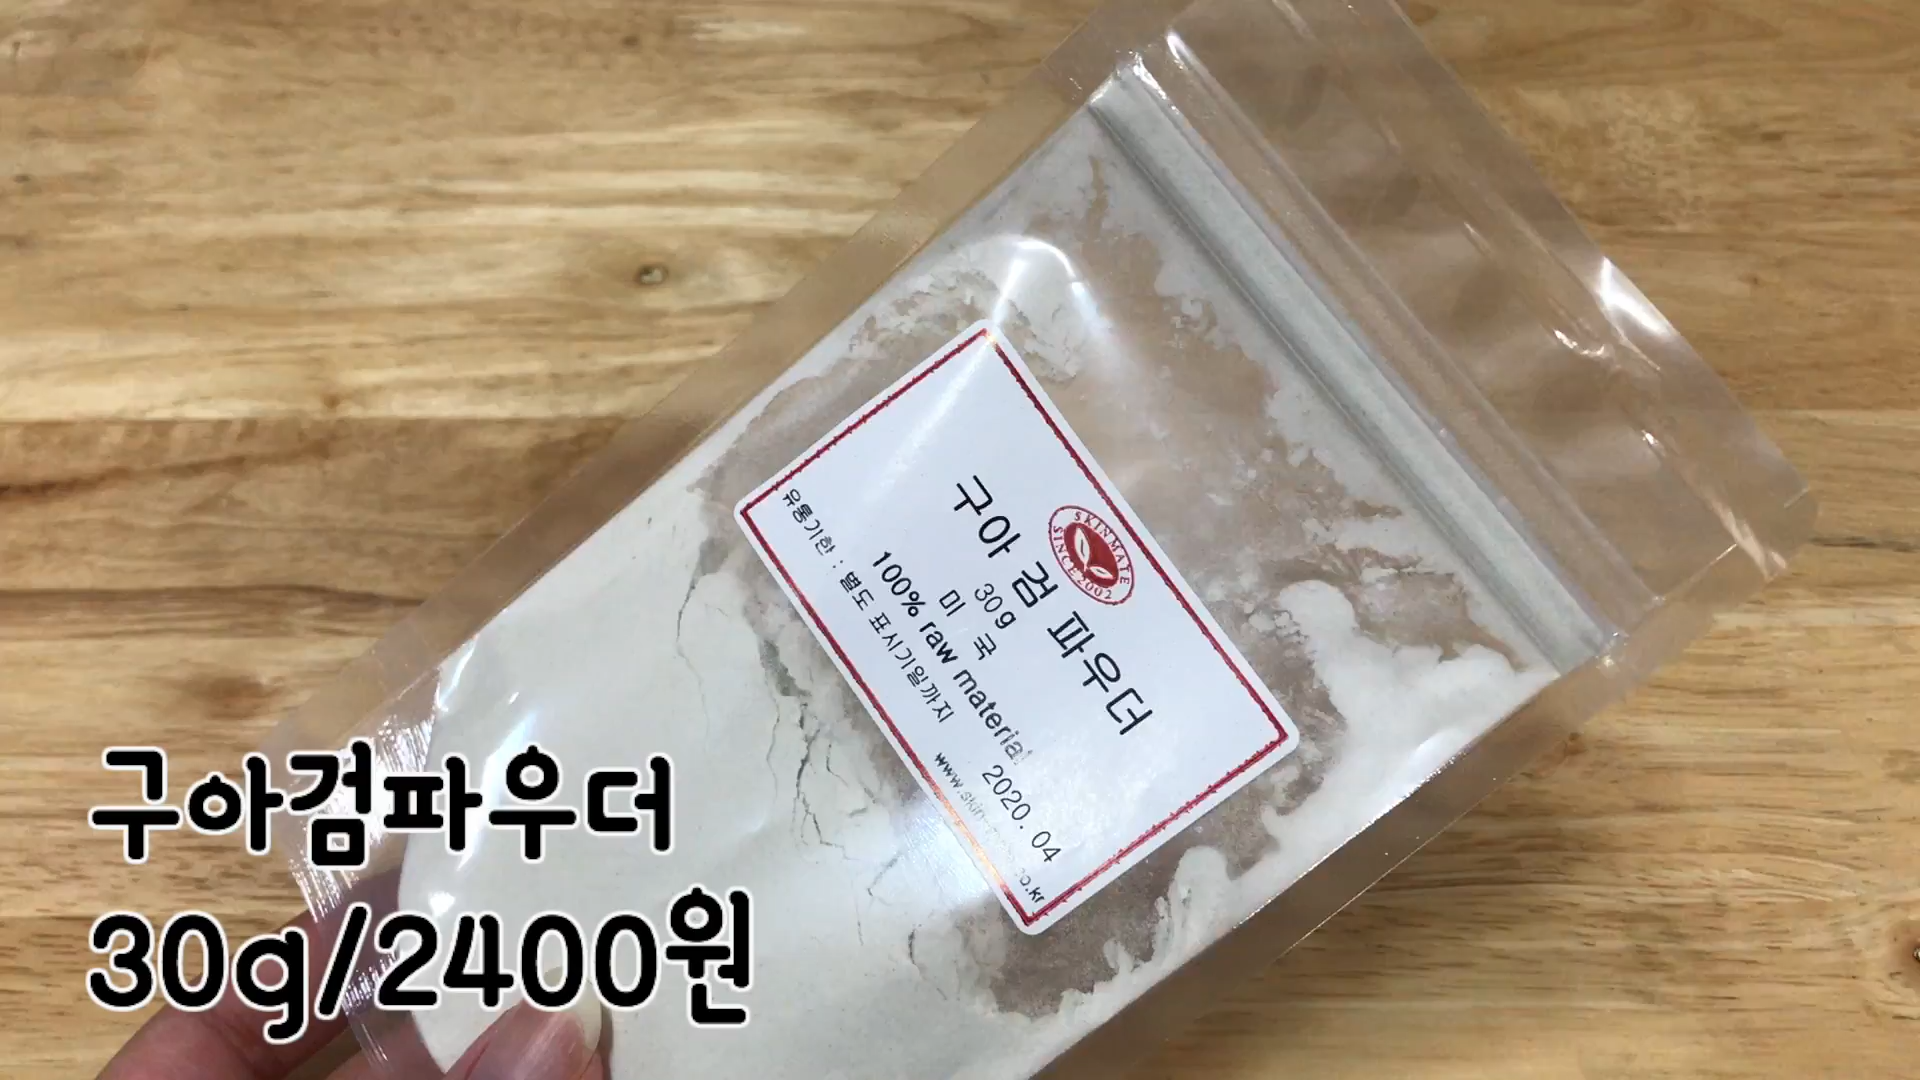 구아 검 파우더
30g
미 국
100% raw material
유통기한 : 별도 표시기일까지
2020. 04
SKINMATE
SINCE 2002
구아검파우더
30g/2400원